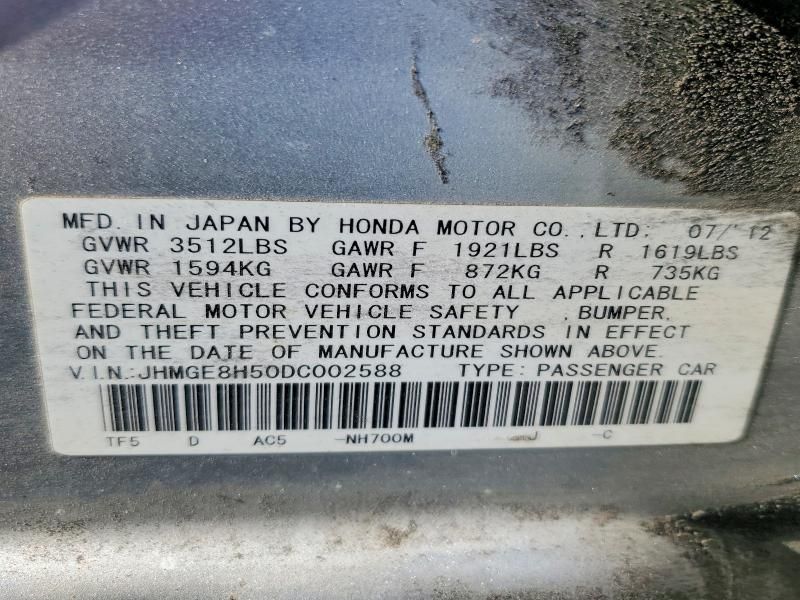 MFD. IN JAPAN BY HONDA MOTOR CO.,LTD: 07/'12
GVWR 3512LBS GAWR F 1921LBS R 1619LBS
GVWR 1594KG GAWR F 872KG R 735KG
THIS VEHICLE CONFORMS TO ALL APPLICABLE
FEDERAL MOTOR VEHICLE SAFETY ,BUMPER,
AND THEFT PREVENTION STANDARDS IN EFFECT
ON THE DATE OF MANUFACTURE SHOWN ABOVE.
V.I.N.:JHMGE8H50DC002588 TYPE: PASSENGER CAR
TF5 D AC5 -NH700M J -C